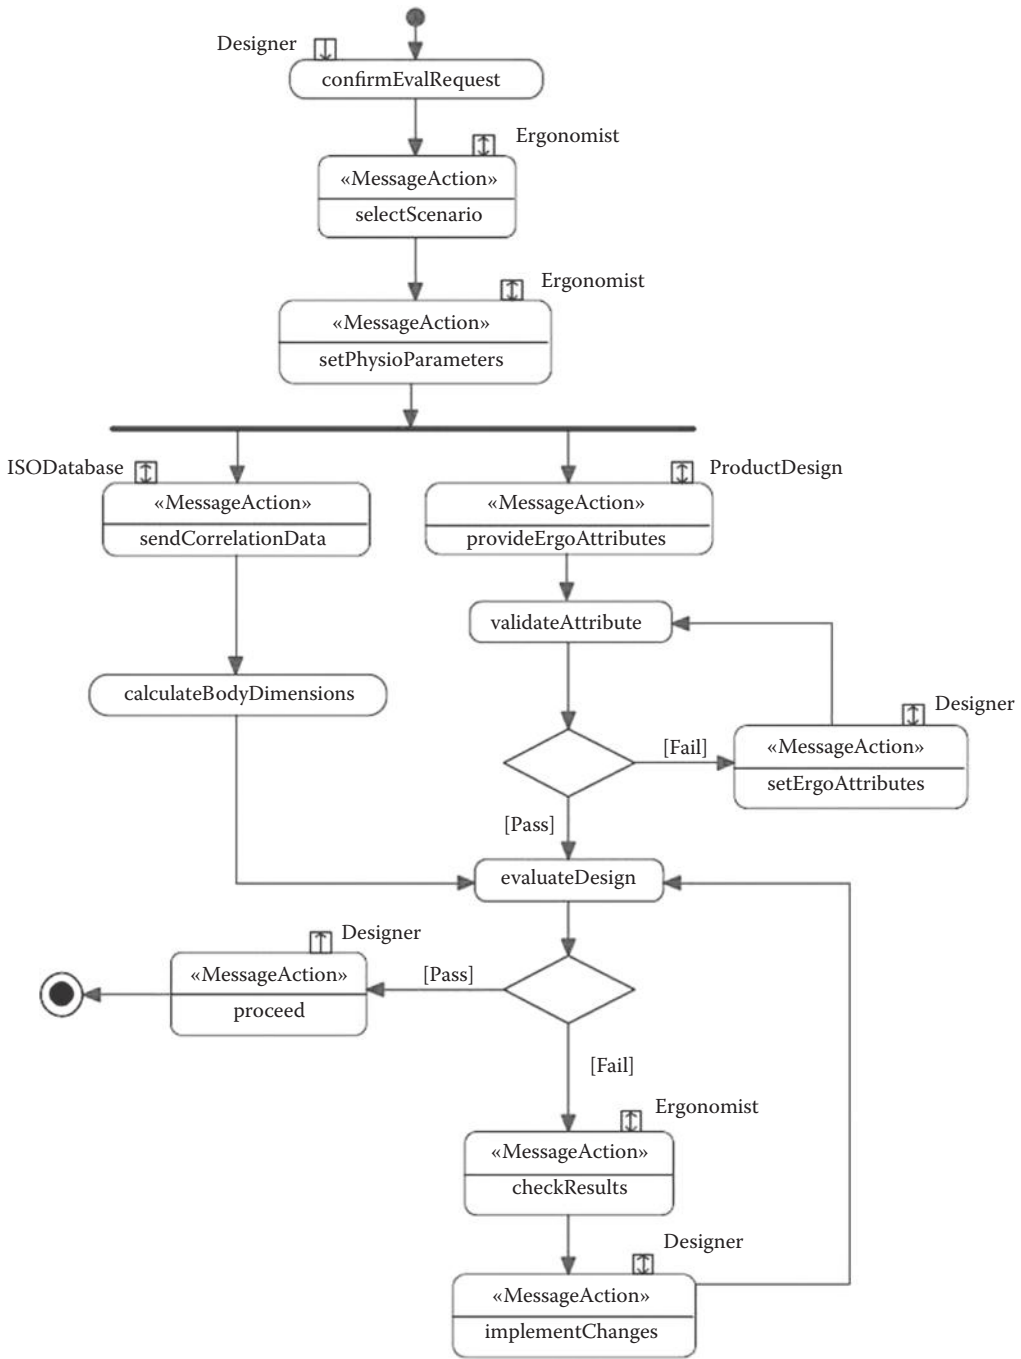 Designer
confirmEvalRequest
Ergonomist
«MessageAction»
selectScenario
Ergonomist
«MessageAction»
setPhysioParameters
ISODatabase
«MessageAction»
sendCorrelationData
ProductDesign
«MessageAction»
provideErgoAttributes
validateAttribute
calculateBodyDimensions
Designer
[Fail]
«MessageAction»
setErgoAttributes
[Pass]
evaluateDesign
Designer
«MessageAction»
proceed
[Pass]
[Fail]
Ergonomist
«MessageAction»
checkResults
Designer
«MessageAction»
implementChanges